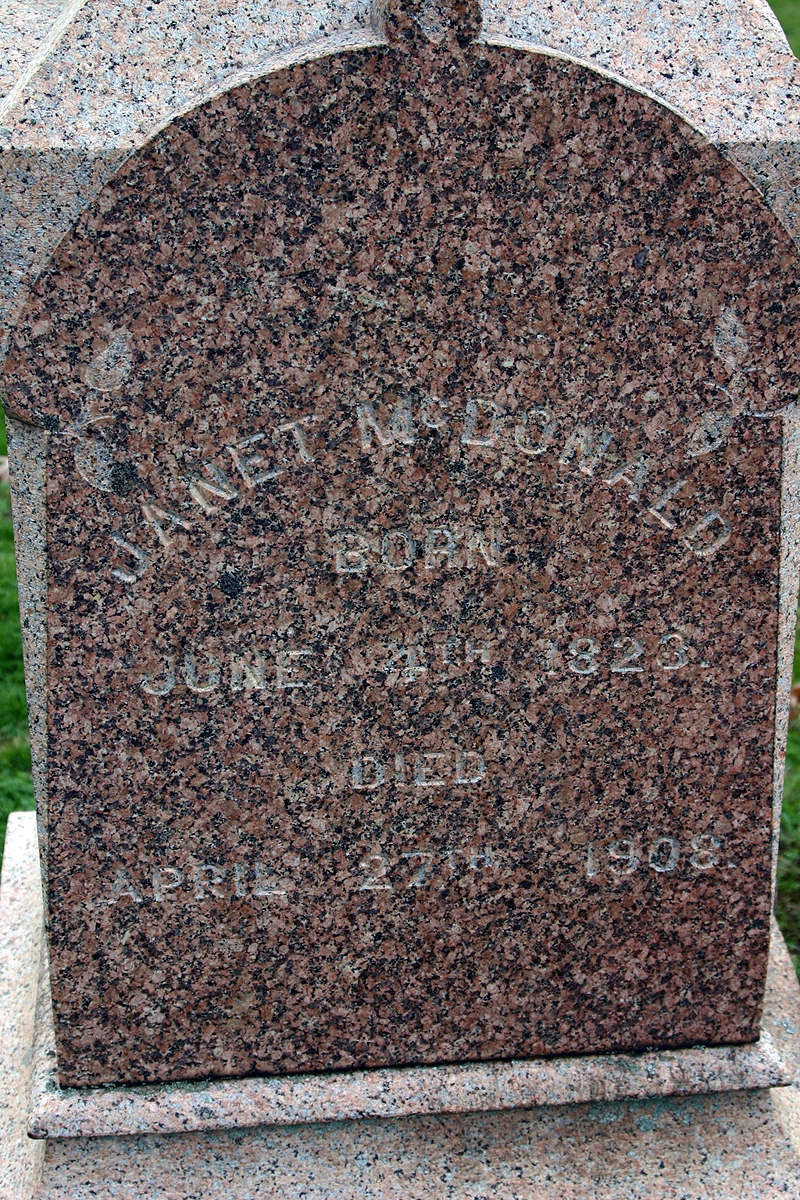 JANET McDONALD
BORN
JUNE 4TH 1823.
DIED
APRIL 27TH 1908.